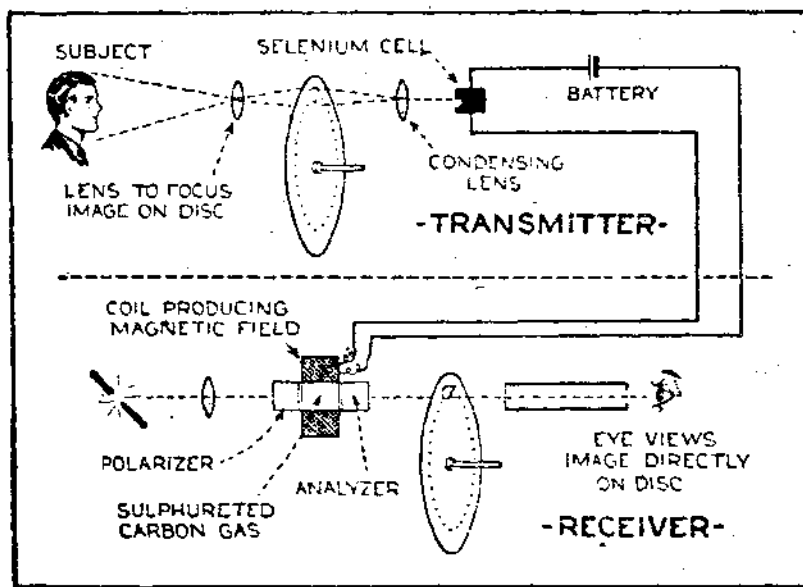 SUBJECT
SELENIUM CELL
BATTERY
LENS TO FOCUS
IMAGE ON DISC
CONDENSING
LENS
-TRANSMITTER-
COIL PRODUCING
MAGNETIC FIELD
POLARIZER
SULPHURETED
CARBON GAS
ANALYZER
EYE VIEWS
IMAGE DIRECTLY
ON DISC
-RECEIVER-